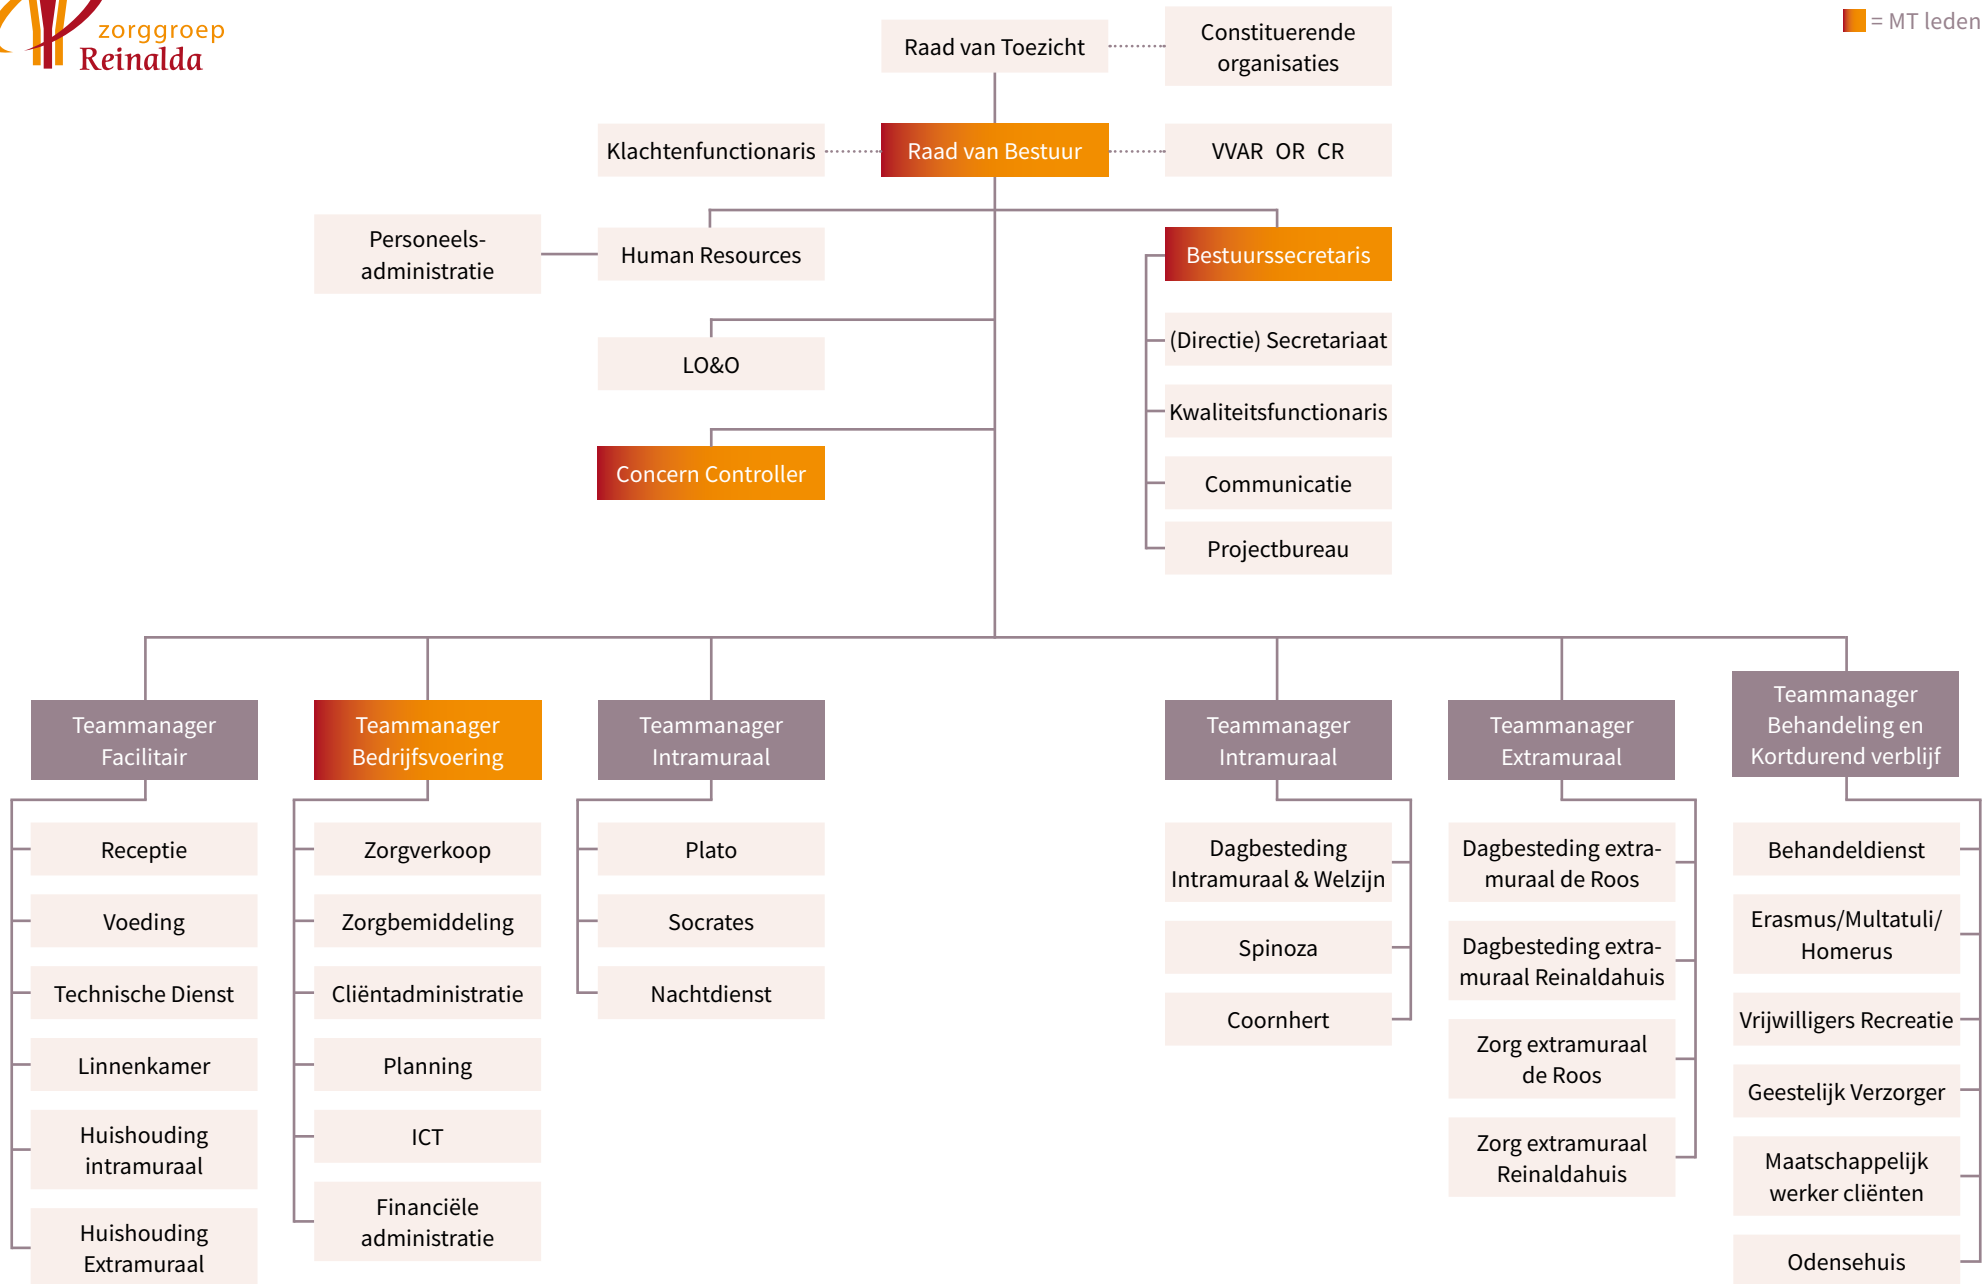 zorggroep
Reinalda
= MT leden
Raad van Toezicht
Constituerende
organisaties
Klachtenfunctionaris
Raad van Bestuur
VVAR OR CR
Personeels-
administratie
Human Resources
Bestuurssecretaris
(Directie) Secretariaat
LO&O
Kwaliteitsfunctionaris
Concern Controller
Communicatie
Projectbureau
Teammanager
Facilitair
Receptie
Voeding
Technische Dienst
Linnenkamer
Huishouding
intramuraal
Huishouding
Extramuraal
Teammanager
Bedrijfsvoering
Zorgverkoop
Zorgbemiddeling
Cliëntadministratie
Planning
ICT
Financiële
administratie
Teammanager
Intramuraal
Plato
Socrates
Nachtdienst
Teammanager
Intramuraal
Dagbesteding
Intramuraal & Welzijn
Spinoza
Coornhert
Teammanager
Extramuraal
Dagbesteding extra-
muraal de Roos
Dagbesteding extra-
muraal Reinaldahuis
Zorg extramuraal
de Roos
Zorg extramuraal
Reinaldahuis
Teammanager
Behandeling en
Kortdurend verblijf
Behandeldienst
Erasmus/Multatuli/
Homerus
Vrijwilligers Recreatie
Geestelijk Verzorger
Maatschappelijk
werker cliënten
Odensehuis